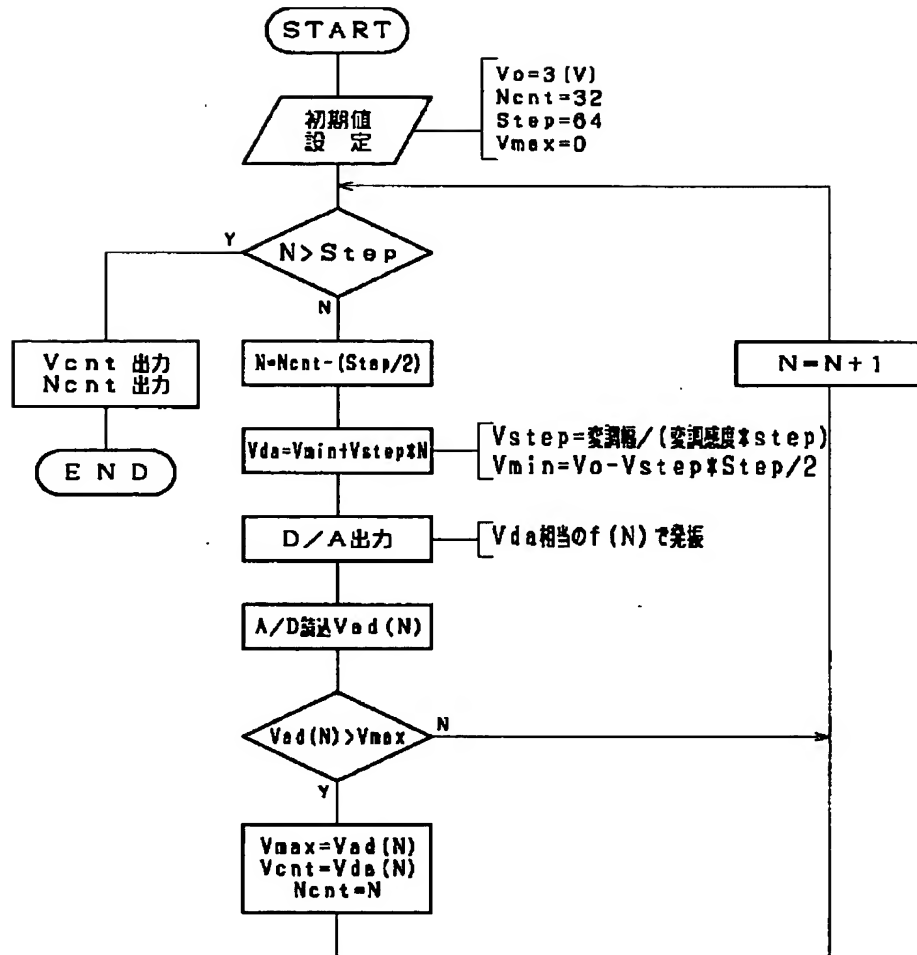 START
初期値
設 定
Vo=3(V)
Ncnt=32
Step=64
Vmax=0
N>Step
Y
N
Vcnt 出力
Ncnt 出力
END
N=Ncnt-(Step/2)
N=N+1
Vda=Vmin+Vstep*N
Vstep=変調幅/(変調感度*step)
Vmin=Vo-Vstep*Step/2
D/A出力
Vda相当のf(N)で発振
A/D読込Vad(N)
Vad(N)>Vmax
N
Y
Vmax=Vad(N)
Vcnt=Vda(N)
Ncnt=N